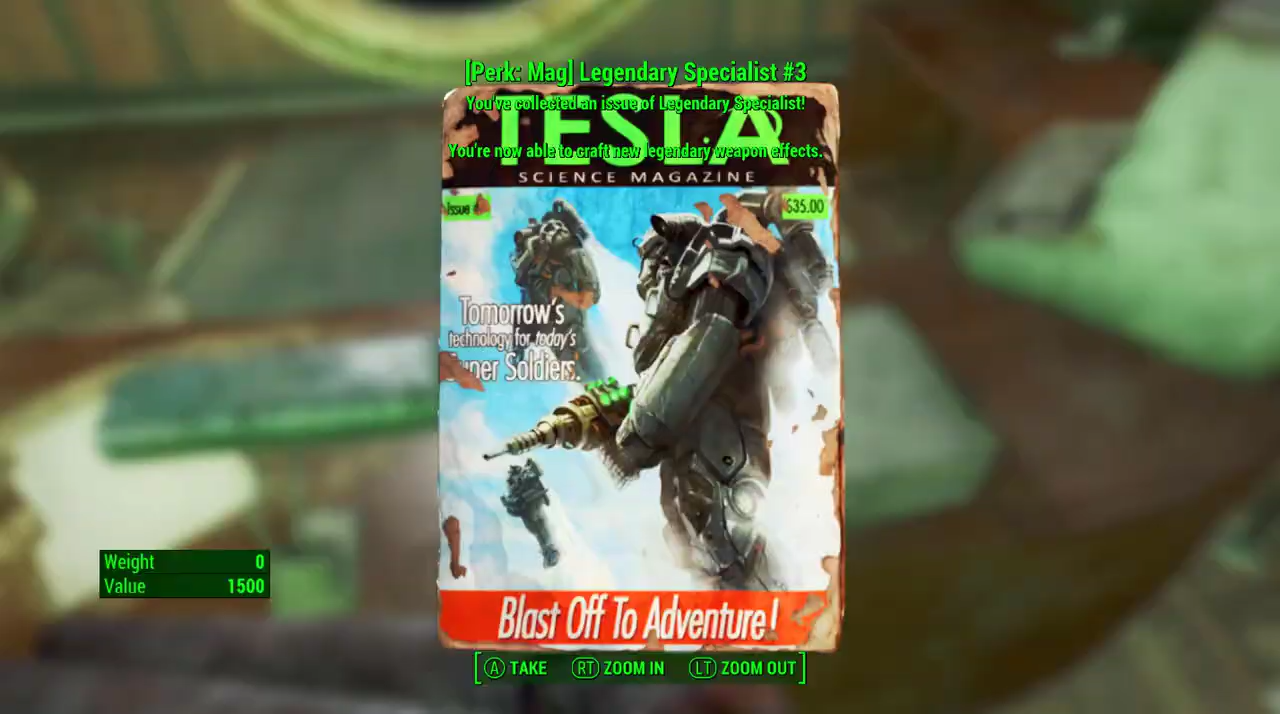 [Perk: Mag] Legendary Specialist #3
You've collected an issue of Legendary Specialist!
TESLA
You're now able to craft new legendary weapon effects.
SCIENCE MAGAZINE
Issue #
$35.00
Tomorrow's
technology for today's
Super Soldiers.
Weight 0
Value 1500
Blast Off To Adventure!
[Ⓐ TAKE RT ZOOM IN LT ZOOM OUT]